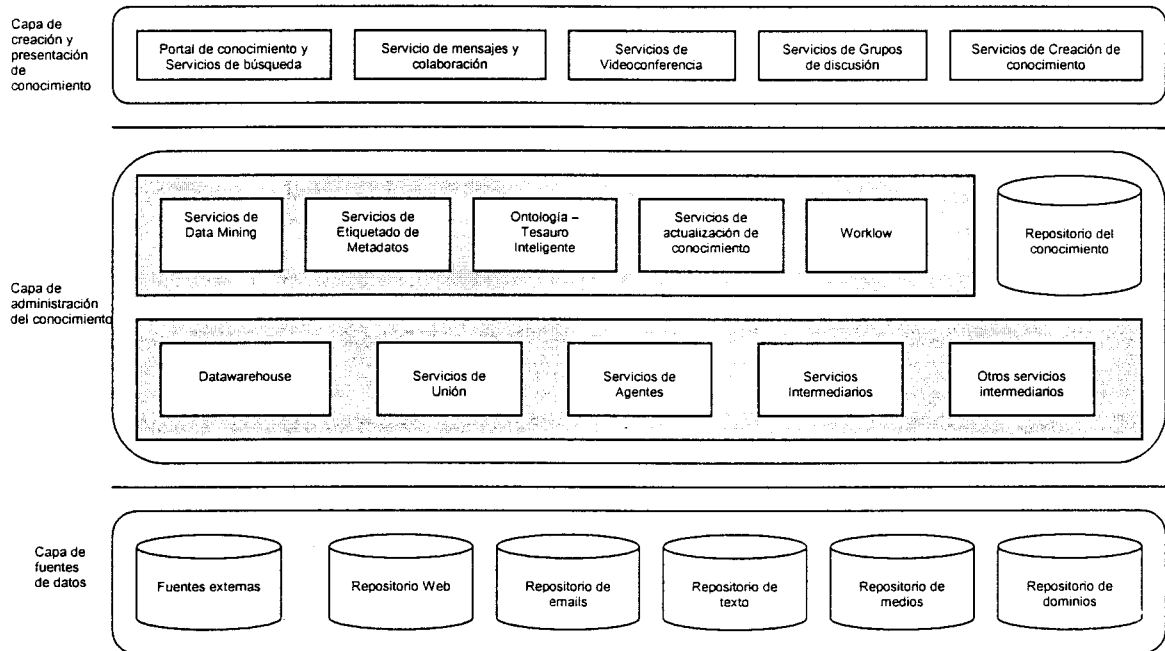 Capa de
creación y
presentación
de
conocimiento
Portal de conocimiento y
Servicios de búsqueda
Servicio de mensajes y
colaboración
Servicios de
Videoconferencia
Servicios de Grupos
de discusión
Servicios de Creación de
conocimiento
Capa de
administración
del conocimiento
Servicios de
Data Mining
Servicios de
Etiquetado de
Metadatos
Ontología –
Tesauro
Inteligente
Servicios de
actualización de
conocimiento
Worklow
Repositorio del
conocimiento
Datawarehouse
Servicios de
Unión
Servicios de
Agentes
Servicios
Intermediarios
Otros servicios
intermediarios
Capa de
fuentes
de datos
Fuentes externas
Repositorio Web
Repositorio de
emails
Repositorio de
texto
Repositorio de
medios
Repositorio de
dominios